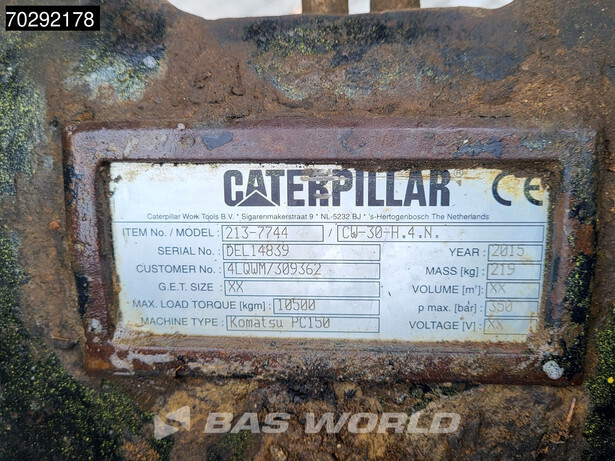 70292178
CATERPILLAR® CE
Caterpillar Work Tools B.V. * Sigarenmakerstraat 9 * NL-5232 BJ * 's-Hertogenbosch The Netherlands
ITEM No. / MODEL : 213-7744 / CW-30-H.4.N.
SERIAL No. : DEL14839 YEAR : 2015
CUSTOMER No. : 4LQWM/309362 MASS [kg] : 219
G.E.T. SIZE : XX VOLUME [m³] : XX
MAX. LOAD TORQUE [kgm] : 10500 p max. [bár] : 350
MACHINE TYPE : Komatsu PC150 VOLTAGE [V] : XX
BAS WORLD